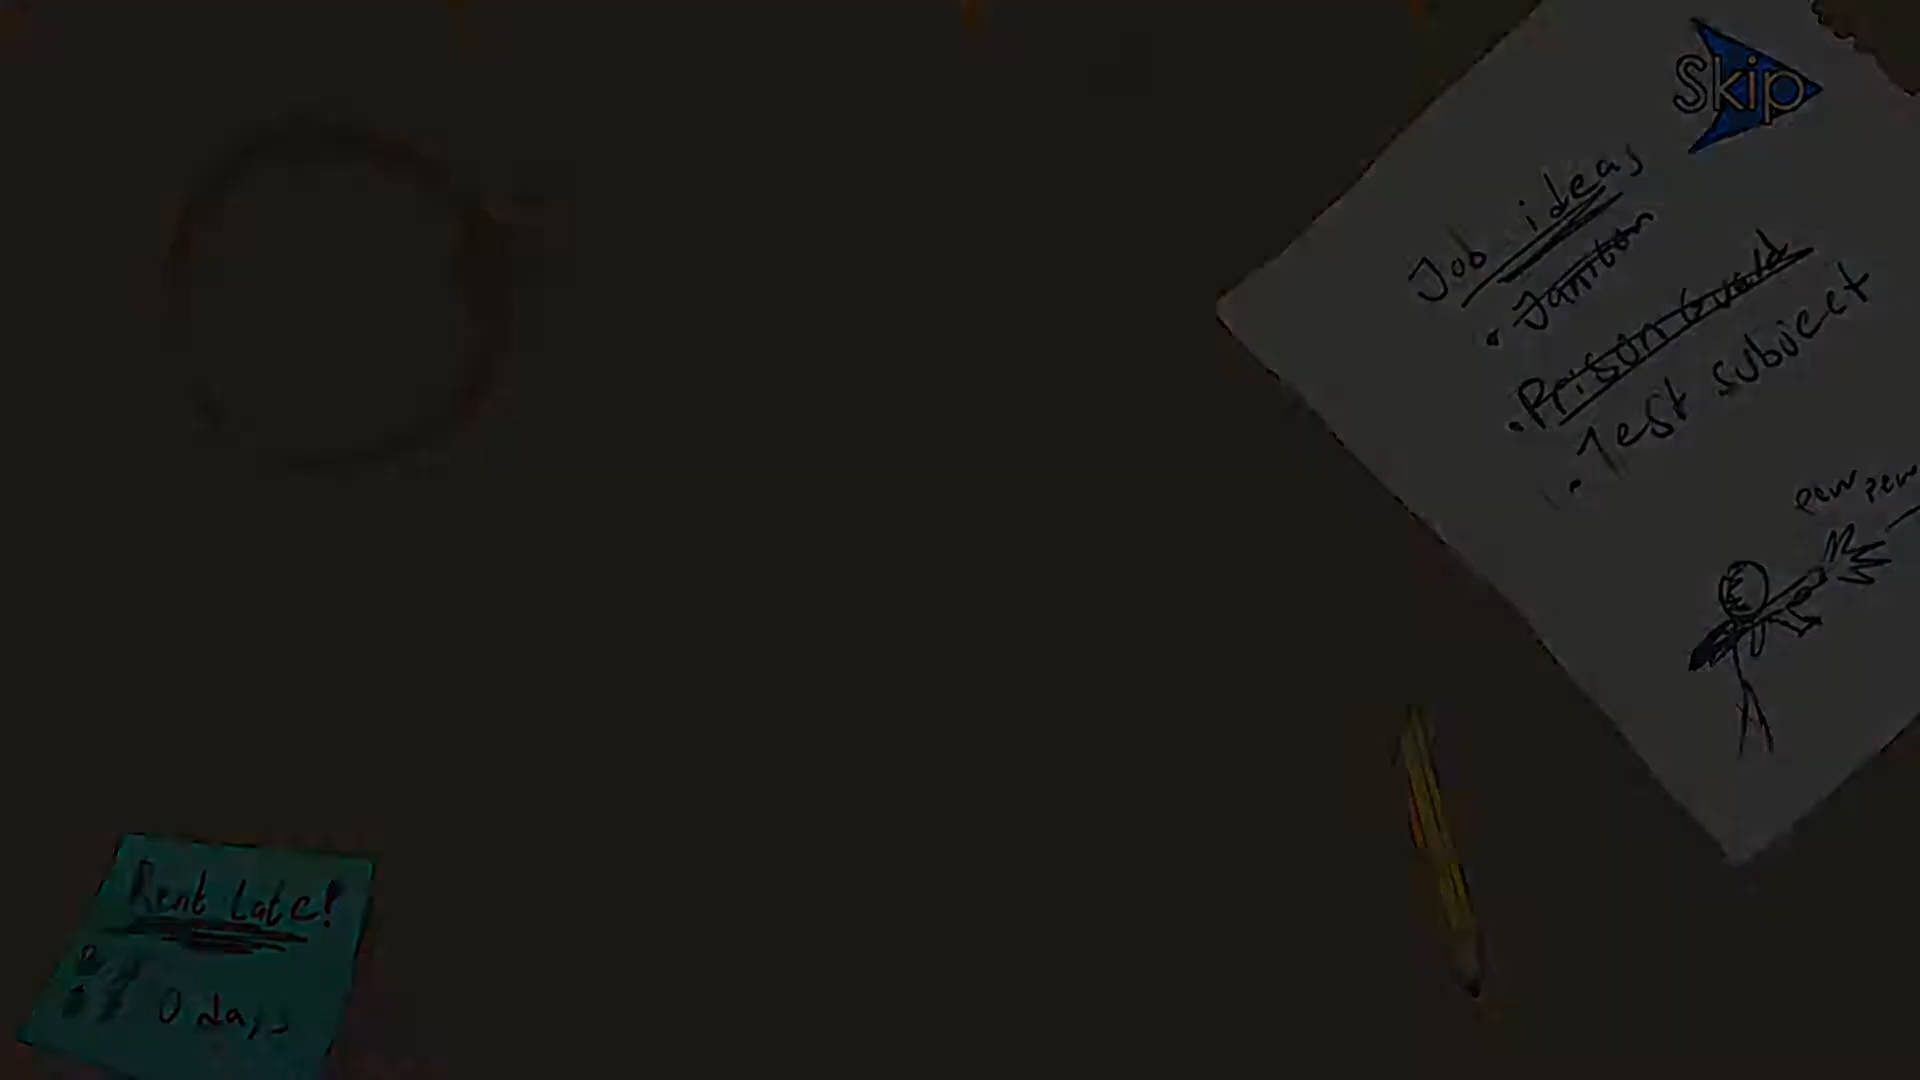 Skip
Job ideas
• Janitor
• Prison Guard
• Test subject
pew pew
Rent Late!
0 days